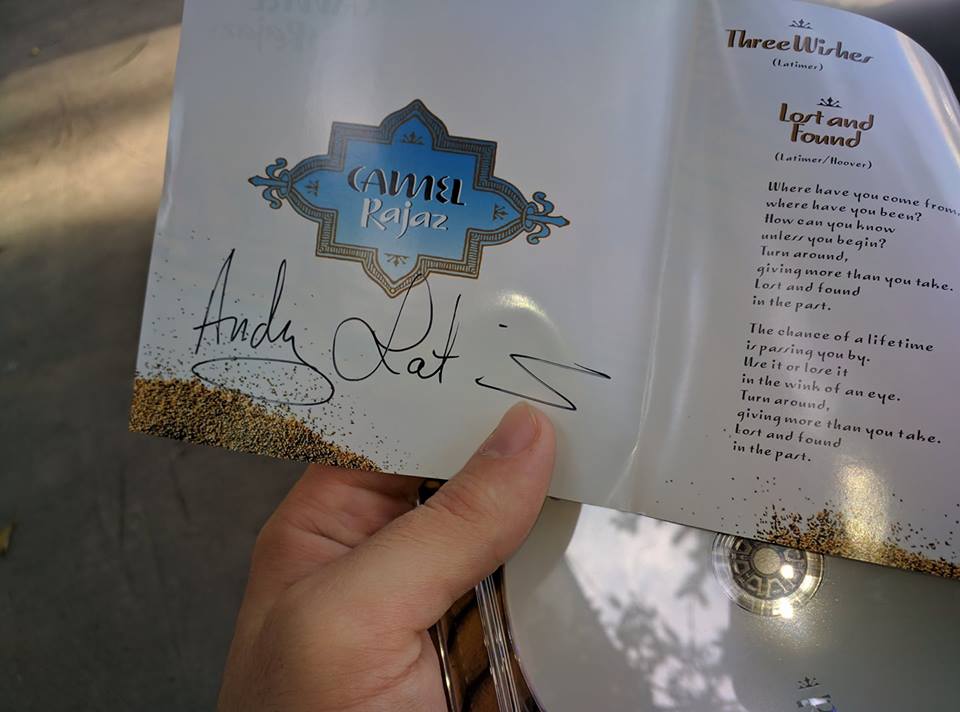 CAMEL
Rajaz
Andy Lat
Three Wishes
(Latimer)
Lost and
Found
(Latimer/Hoover)
Where have you come from,
where have you been?
How can you know
unless you begin?
Turn around,
giving more than you take.
Lost and found
in the past.
The chance of a lifetime
is passing you by.
Use it or lose it
in the wink of an eye.
Turn around,
giving more than you take.
Lost and found
in the past.